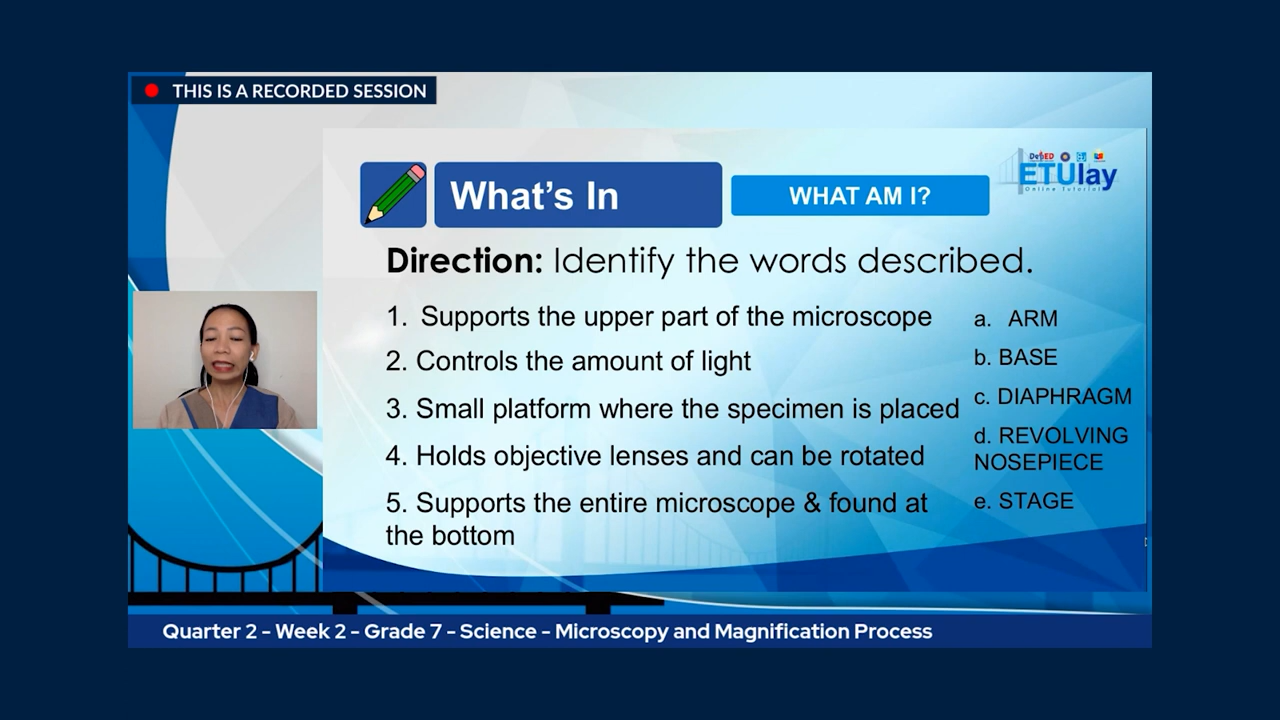 THIS IS A RECORDED SESSION
DepED
ETUlay
Online Tutorial
What's In
WHAT AM I?
Direction: Identify the words described.
1. Supports the upper part of the microscope
2. Controls the amount of light
3. Small platform where the specimen is placed
4. Holds objective lenses and can be rotated
5. Supports the entire microscope & found at
the bottom
a. ARM
b. BASE
c. DIAPHRAGM
d. REVOLVING
NOSEPIECE
e. STAGE
Quarter 2 – Week 2 – Grade 7 – Science – Microscopy and Magnification Process